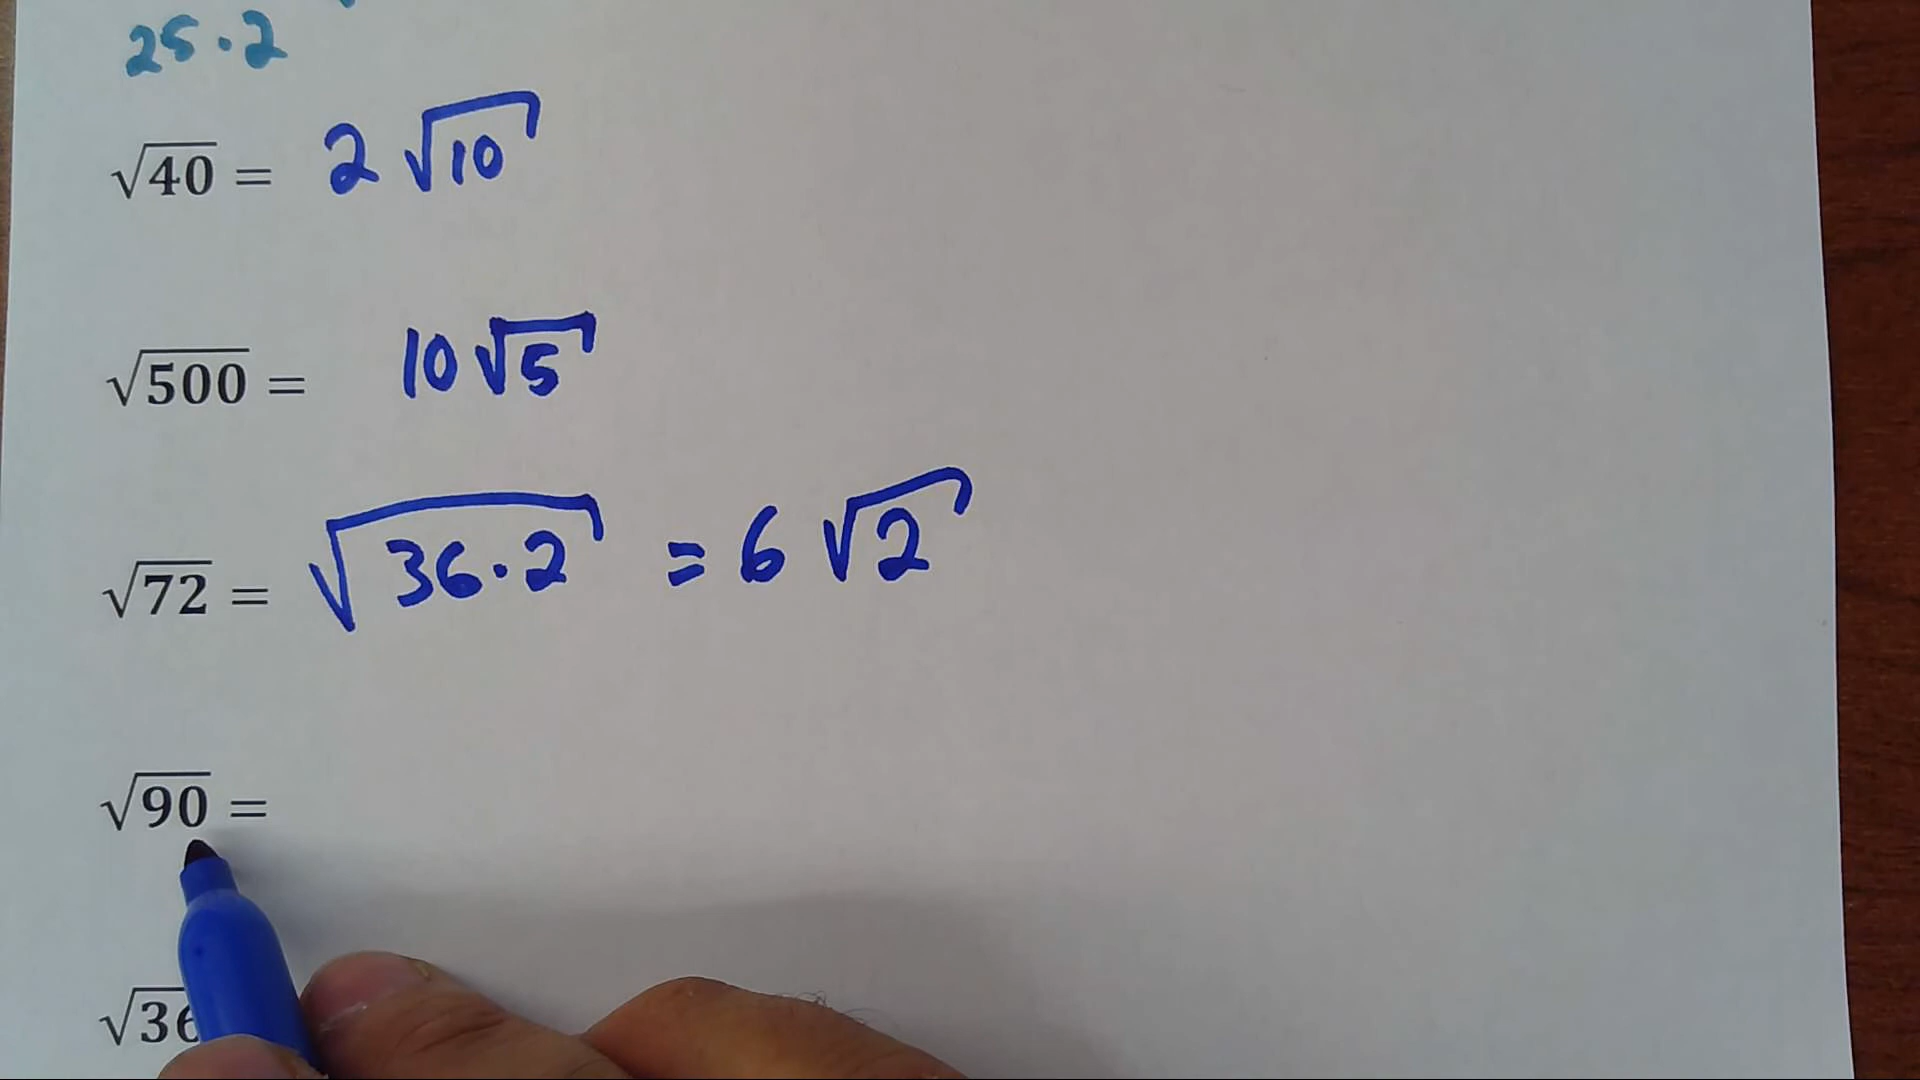 25·2
√40 = 2√10
√500 = 10√5
√72 = √36·2 = 6√2
√90 =